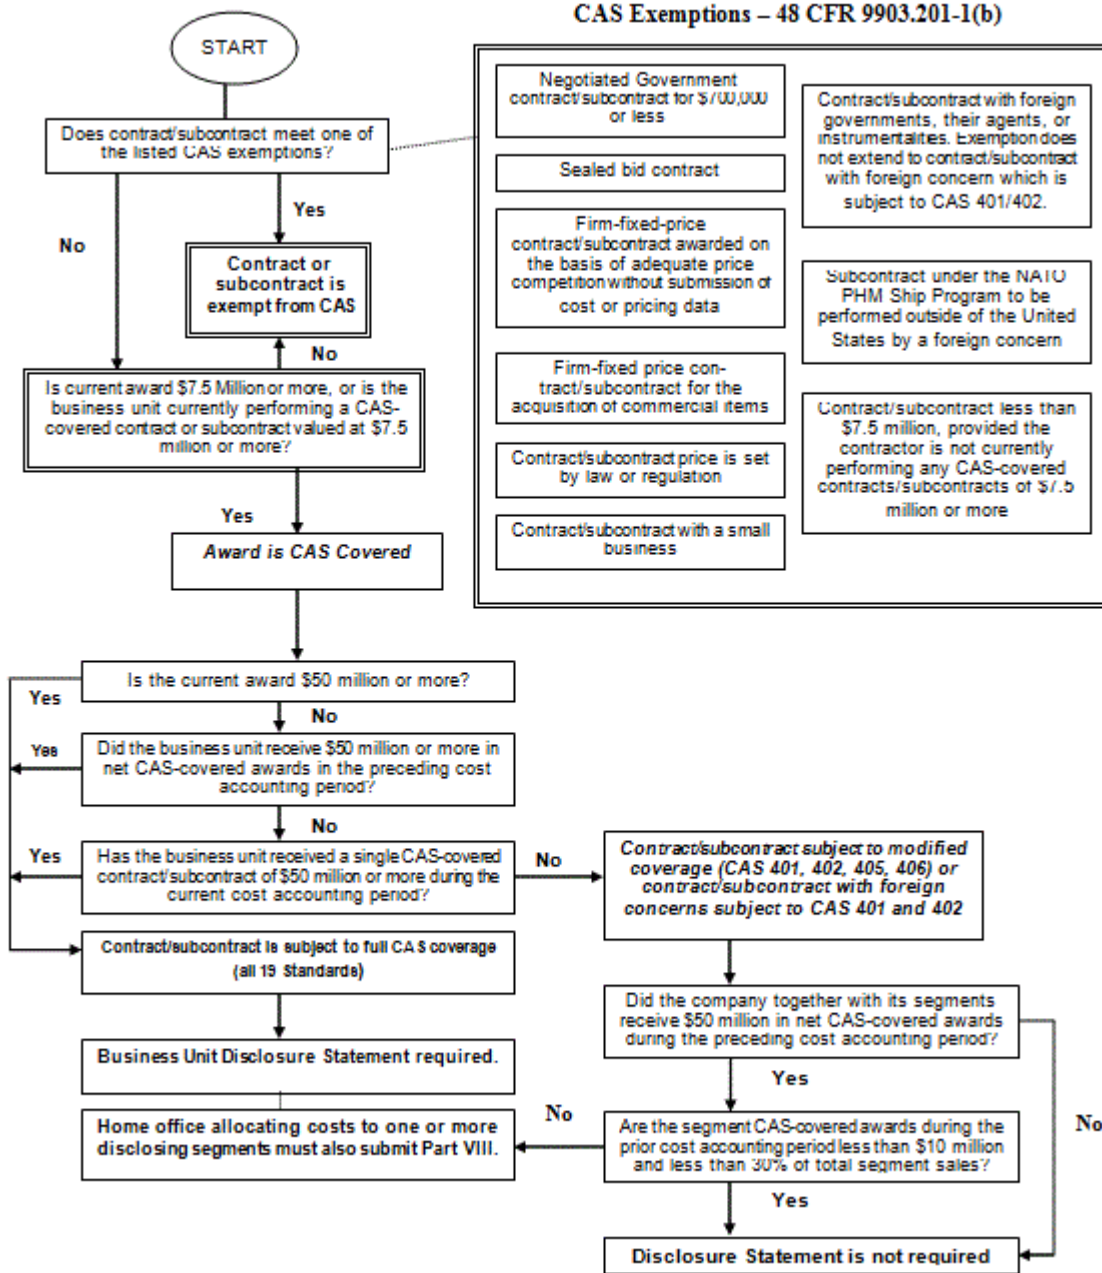 CAS Exemptions – 48 CFR 9903.201-1(b)
START
Does contract/subcontract meet one of
the listed CAS exemptions?
No
Yes
Contract or
subcontract is
exempt from CAS
No
Is current award $7.5 Million or more, or is the
business unit currently performing a CAS-
covered contract or subcontract valued at $7.5
million or more?
Yes
Award is CAS Covered
Negotiated Government
contract/subcontract for $700,000
or less
Sealed bid contract
Firm-fixed-price
contract/subcontract awarded on
the basis of adequate price
competition without submission of
cost or pricing data
Firm-fixed price con-
tract/subcontract for the
acquisition of commercial items
Contract/subcontract price is set
by law or regulation
Contract/subcontract with a small
business
Contract/subcontract with foreign
governments, their agents, or
instrumentalities. Exemption does
not extend to contract/subcontract
with foreign concern which is
subject to CAS 401/402.
Subcontract under the NATO
PHM Ship Program to be
performed outside of the United
States by a foreign concern
Contract/subcontract less than
$7.5 million, provided the
contractor is not currently
performing any CAS-covered
contracts/subcontracts of $7.5
million or more
Is the current award $50 million or more?
Yes
No
Did the business unit receive $50 million or more in
net CAS-covered awards in the preceding cost
accounting period?
Yes
No
Has the business unit received a single CAS-covered
contract/subcontract of $50 million or more during the
current cost accounting period?
Yes
No
Contract/subcontract is subject to full CAS coverage
(all 19 Standards)
Business Unit Disclosure Statement required.
Home office allocating costs to one or more
disclosing segments must also submit Part VIII.
Contract/subcontract subject to modified
coverage (CAS 401, 402, 405, 406) or
contract/subcontract with foreign
concerns subject to CAS 401 and 402
Did the company together with its segments
receive $50 million in net CAS-covered awards
during the preceding cost accounting period?
Yes
No
No
Are the segment CAS-covered awards during the
prior cost accounting period less than $10 million
and less than 30% of total segment sales?
Yes
Disclosure Statement is not required